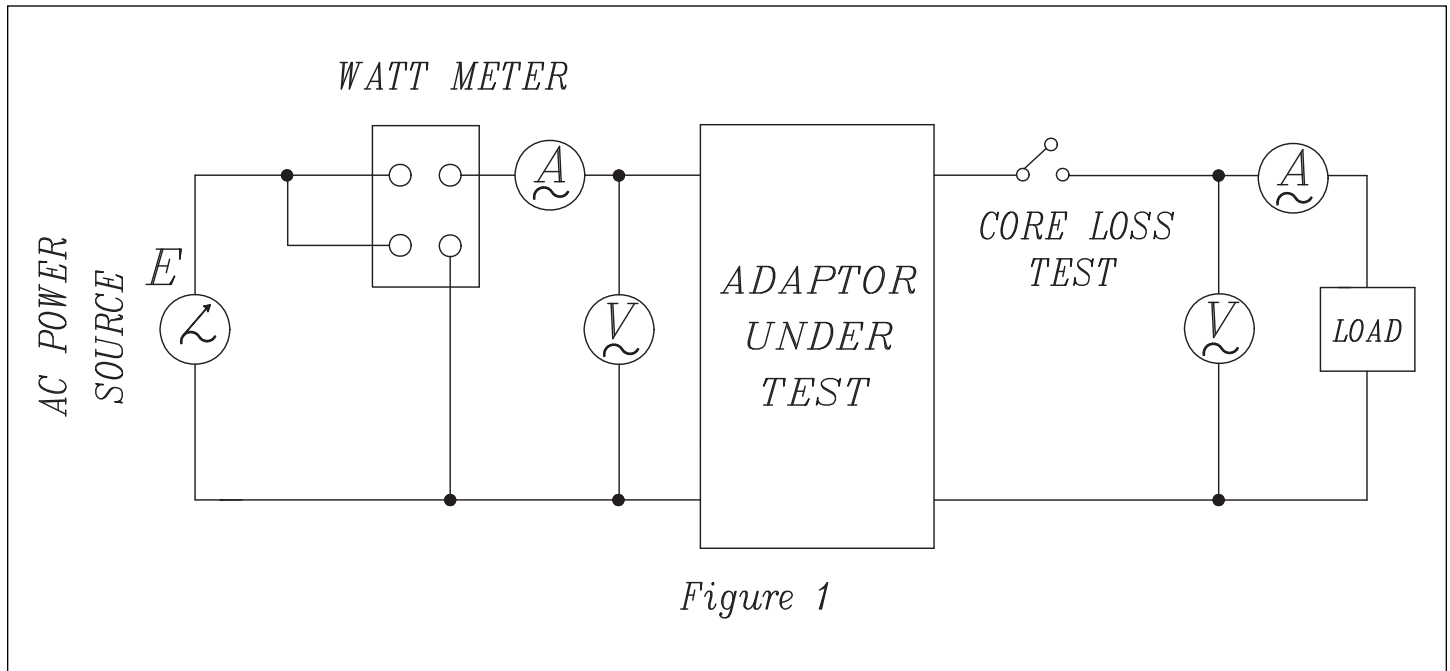 WATT METER
AC POWER
SOURCE
E
A
V
ADAPTOR
UNDER
TEST
CORE LOSS
TEST
V
A
LOAD
Figure 1